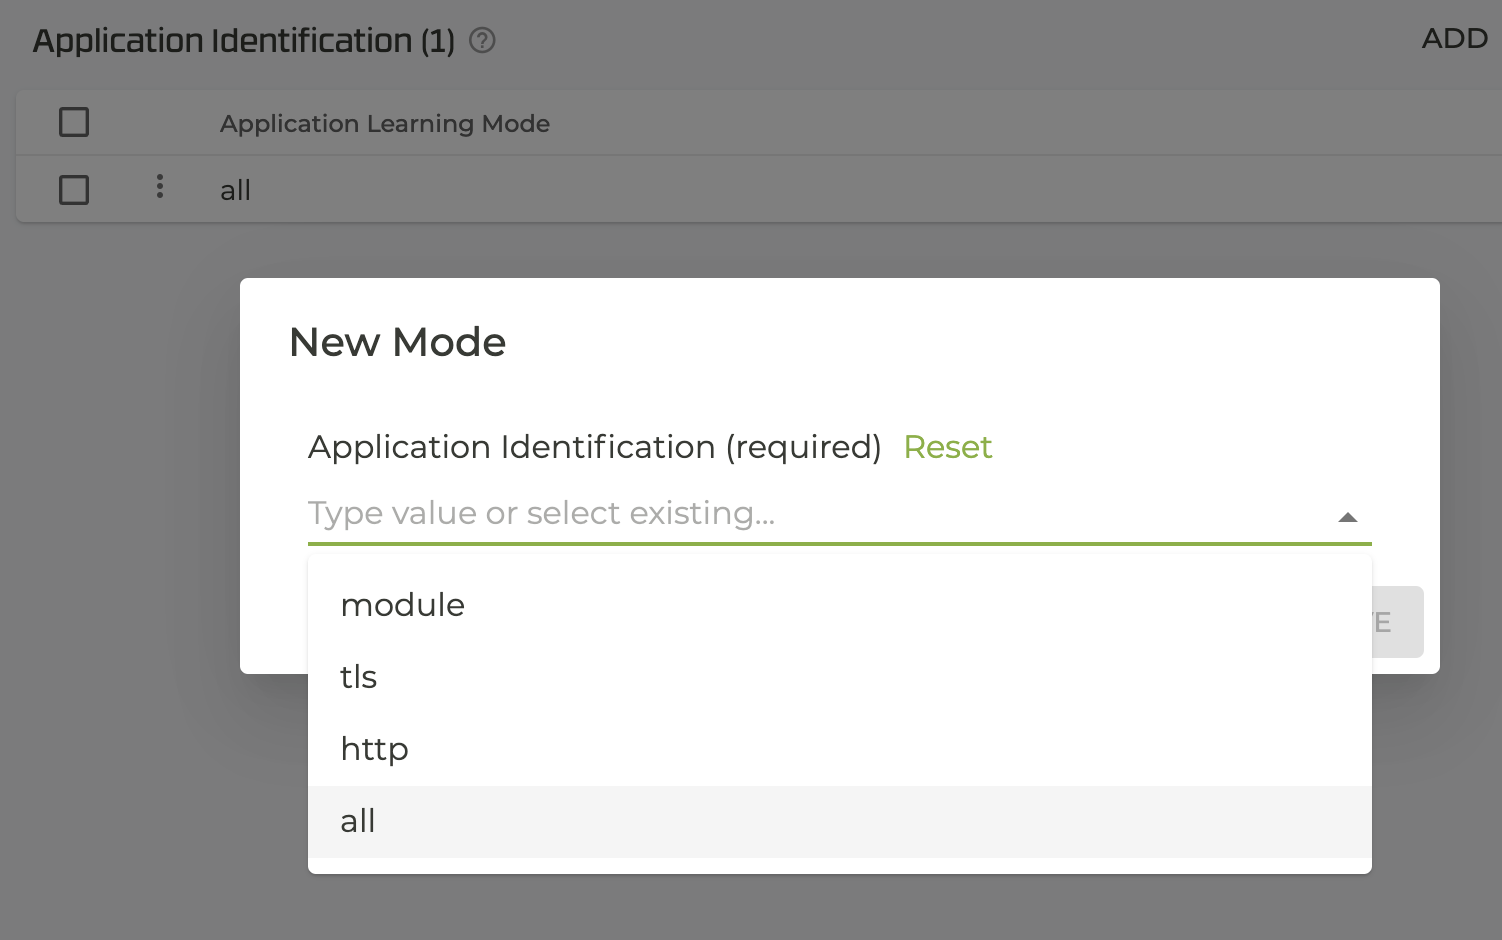 Application Identification (1) ?
ADD
Application Learning Mode
all
New Mode
Application Identification (required) Reset
Type value or select existing...
module
tls
http
all